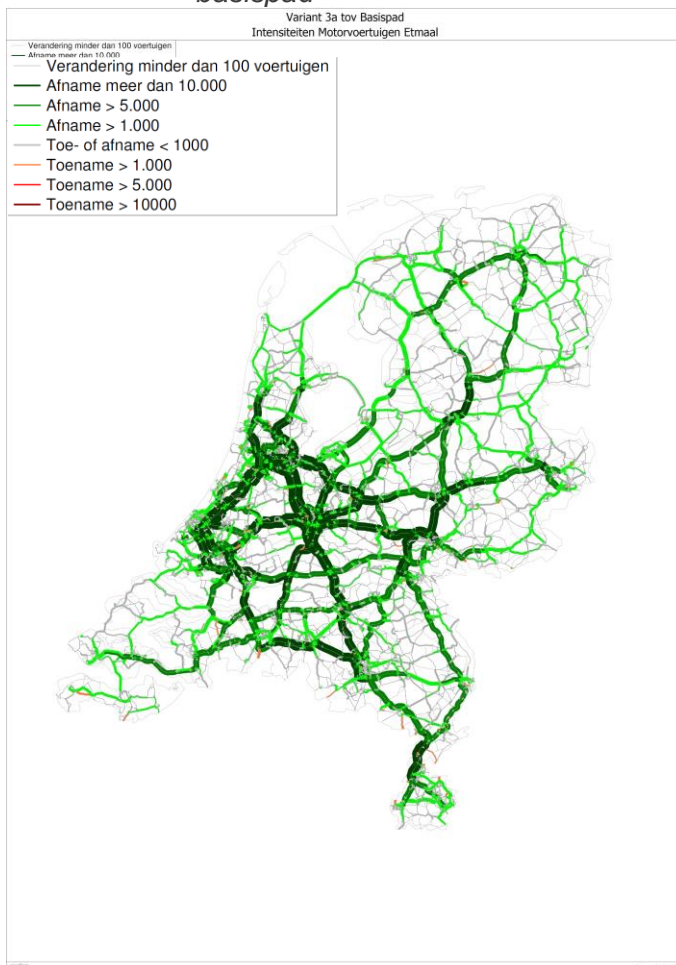 basispad
Variant 3a tov Basispad
Intensiteiten Motorvoertuigen Etmaal
Verandering minder dan 100 voertuigen
Afname meer dan 10.000
Verandering minder dan 100 voertuigen
Afname meer dan 10.000
Afname > 5.000
Afname > 1.000
Toe- of afname < 1000
Toename > 1.000
Toename > 5.000
Toename > 10000